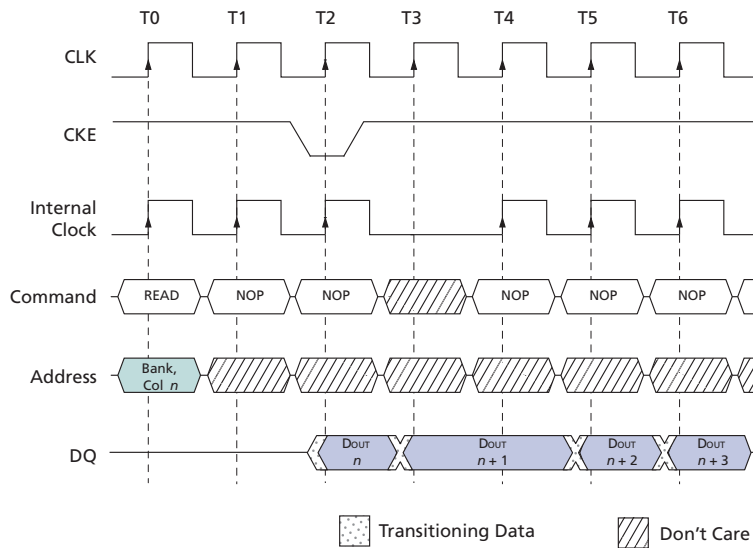 T0 T1 T2 T3 T4 T5 T6
CLK
CKE
Internal
Clock
Command READ NOP NOP NOP NOP NOP
Address Bank,
Col n
DQ DOUT DOUT DOUT DOUT
n n + 1 n + 2 n + 3
Transitioning Data Don't Care